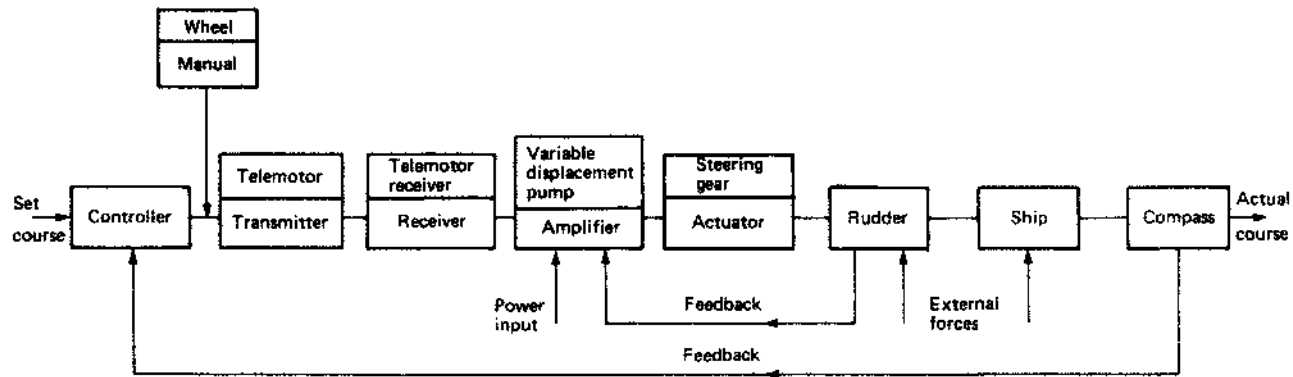 Wheel
Manual
Set
course
Controller
Telemotor
Transmitter
Telemotor
receiver
Receiver
Variable
displacement
pump
Amplifier
Steering
gear
Actuator
Rudder
Ship
Compass
Actual
course
Power
input
Feedback
External
forces
Feedback